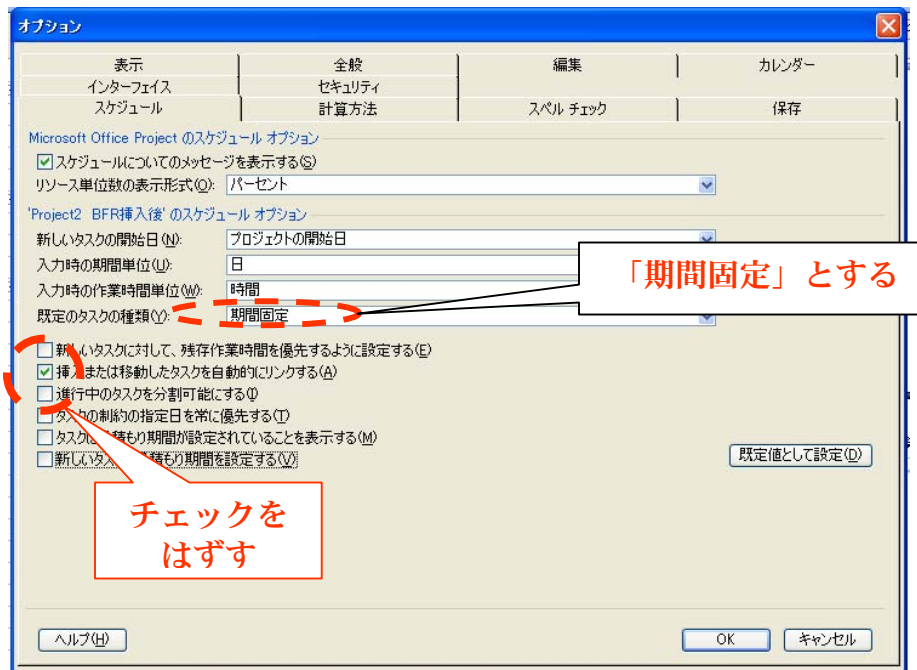 オプション
表示 全般 編集 カレンダー
インターフェイス セキュリティ
スケジュール 計算方法 スペル チェック 保存
Microsoft Office Project のスケジュール オプション
スケジュールについてのメッセージを表示する(S)
リソース単位数の表示形式(O): パーセント
'Project2 BFR挿入後' のスケジュール オプション
新しいタスクの開始日(N): プロジェクトの開始日
入力時の期間単位(U): 日
入力時の作業時間単位(W): 時間
既定のタスクの種類(Y): 期間固定
「期間固定」とする
新しいタスクに対して、残存作業時間を優先するように設定する(E)
挿入または移動したタスクを自動的にリンクする(A)
進行中のタスクを分割可能にする(I)
タスクの制約の指定日を常に優先する(T)
タスクに 積もり期間が設定されていることを表示する(M)
新しいタス 積もり期間を設定する(V)
既定値として設定(D)
チェックを
はずす
ヘルプ(H) OK キャンセル